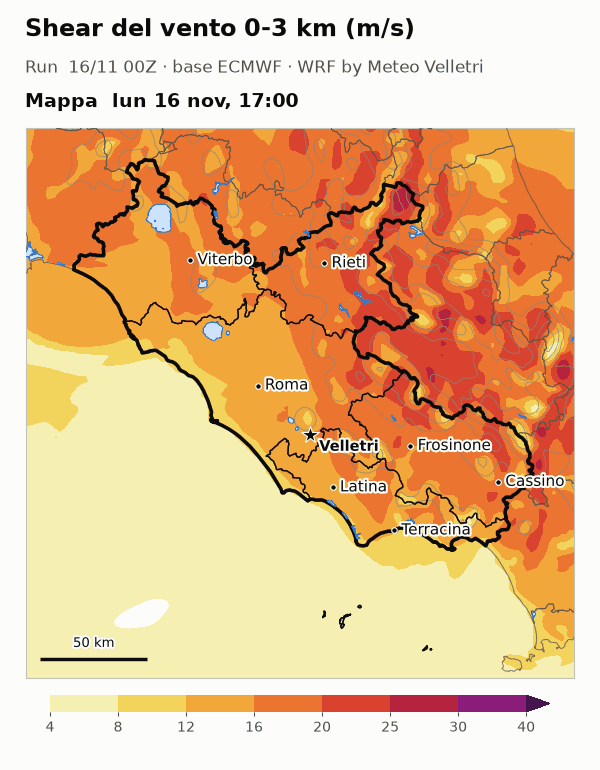 Shear del vento 0-3 km (m/s)
Run  16/11 00Z · base ECMWF · WRF by Meteo Velletri
Mappa  lun 16 nov, 17:00
Viterbo
Rieti
Roma
Velletri
Frosinone
Latina
Cassino
Terracina
50 km
4 8 12 16 20 25 30 40